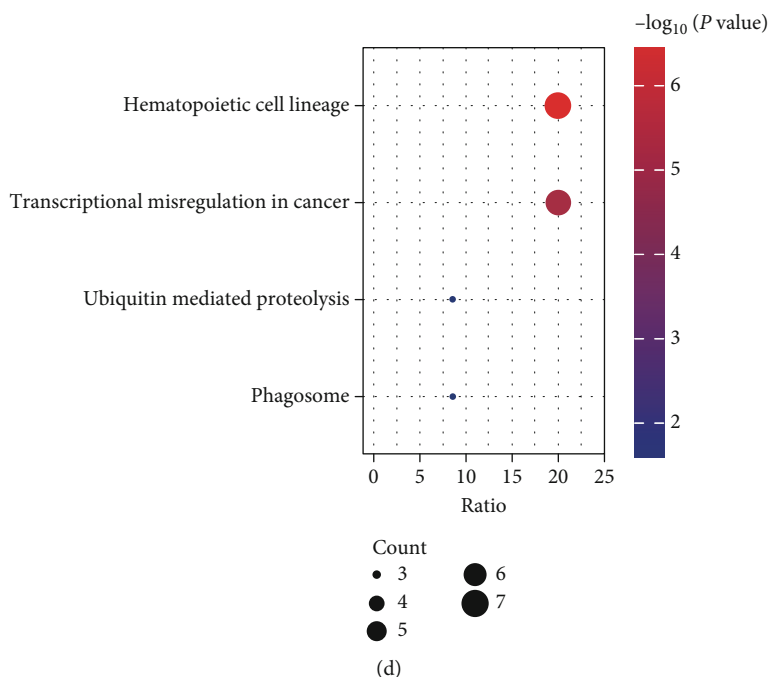 –log10 (P value)
Hematopoietic cell lineage
Transcriptional misregulation in cancer
Ubiquitin mediated proteolysis
Phagosome
6
5
4
3
2
0 5 10 15 20 25
Ratio
Count
3 6
4 7
5
(d)